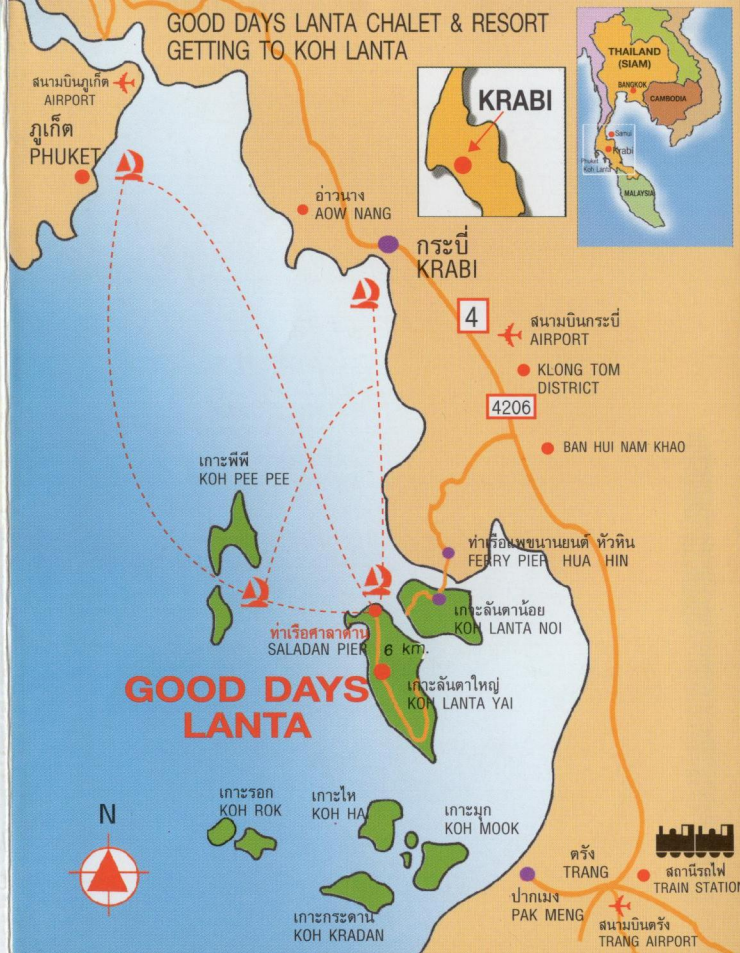 GOOD DAYS LANTA CHALET & RESORT
GETTING TO KOH LANTA
THAILAND
(SIAM)
BANGKOK
CAMBODIA
Samui
Krabi
Phuket
Koh Lanta
MALAYSIA
KRABI
สนามบินภูเก็ต
AIRPORT
ภูเก็ต
PHUKET
อ่าวนาง
AOW NANG
กระบี่
KRABI
4
สนามบินกระบี่
AIRPORT
KLONG TOM
DISTRICT
4206
BAN HUI NAM KHAO
เกาะพีพี
KOH PEE PEE
ท่าเรือแพขนานยนต์ หัวหิน
FERRY PIER HUA HIN
เกาะลันตาน้อย
KOH LANTA NOI
ท่าเรือศาลาด่าน
SALADAN PIER
6 km.
เกาะลันตาใหญ่
KOH LANTA YAI
GOOD DAYS
LANTA
เกาะรอก
KOH ROK
เกาะไห
KOH HAI
เกาะมุก
KOH MOOK
N
ตรัง
TRANG
สถานีรถไฟ
TRAIN STATION
ปากเมง
PAK MENG
สนามบินตรัง
TRANG AIRPORT
เกาะกระดาน
KOH KRADAN